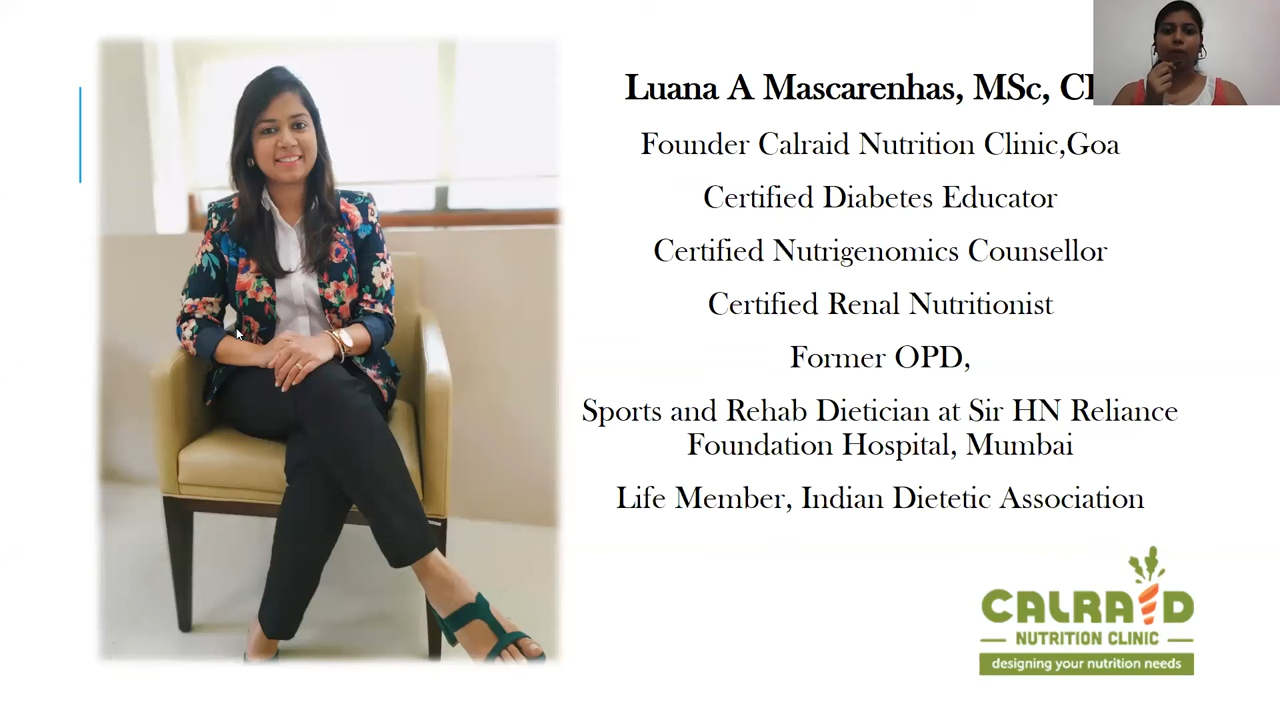 Luana A Mascarenhas, MSc,
Founder Calraid Nutrition Clinic,Goa
Certified Diabetes Educator
Certified Nutrigenomics Counsellor
Certified Renal Nutritionist
Former OPD,
Sports and Rehab Dietician at Sir HN Reliance
Foundation Hospital, Mumbai
Life Member, Indian Dietetic Association
CALRAID
NUTRITION CLINIC
designing your nutrition needs